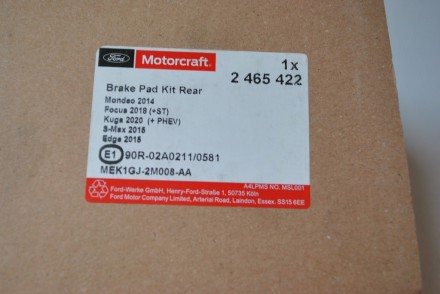 Ford Motorcraft® 1x
2 465 422
Brake Pad Kit Rear
Mondeo 2014
Focus 2018 (+ST)
Kuga 2020 (+ PHEV)
S-Max 2015
Edge 2015
E1 90R-02A0211/0581
MEK1GJ-2M008-AA
A4LPMS NO. MSL001
Ford-Werke GmbH, Henry-Ford-Straße 1, 50735 Köln
Ford Motor Company Limited, Arterial Road, Laindon, Essex. SS15 6EE